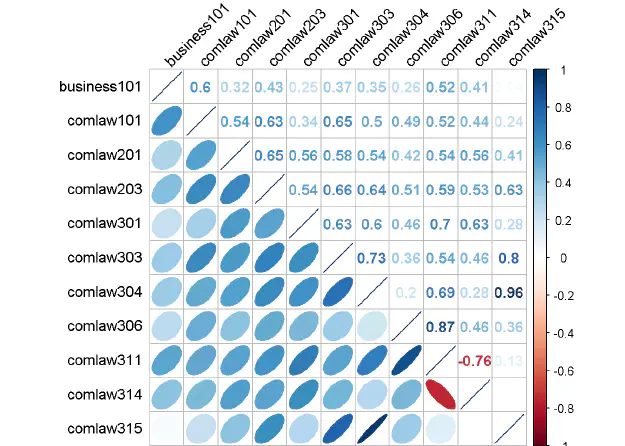 business101 comlaw101 comlaw201 comlaw203 comlaw301 comlaw303 comlaw304 comlaw306 comlaw311 comlaw314 comlaw315
business101 0.6 0.32 0.43 0.25 0.37 0.35 0.26 0.52 0.41
comlaw101 0.54 0.63 0.34 0.65 0.5 0.49 0.52 0.44 0.24
comlaw201 0.65 0.56 0.58 0.54 0.42 0.54 0.56 0.41
comlaw203 0.54 0.66 0.64 0.51 0.59 0.53 0.63
comlaw301 0.63 0.6 0.46 0.7 0.63 0.28
comlaw303 0.73 0.36 0.54 0.46 0.8
comlaw304 0.2 0.69 0.28 0.96
comlaw306 0.87 0.46 0.36
comlaw311 -0.76 0.13
comlaw314
comlaw315
1
0.8
0.6
0.4
0.2
0
-0.2
-0.4
-0.6
-0.8
-1